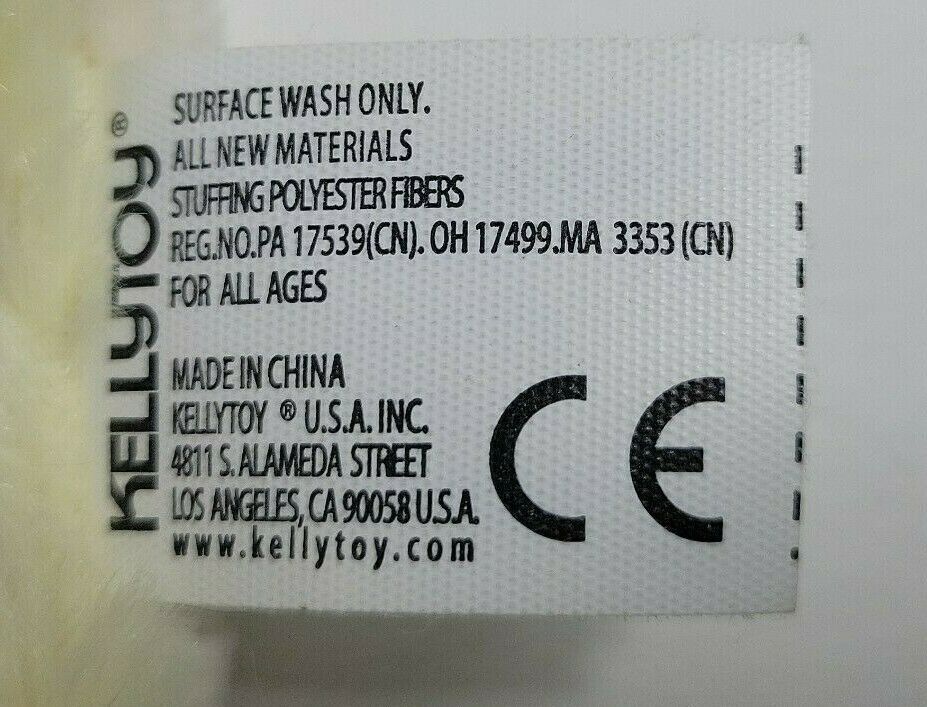 KELLYTOY®
SURFACE WASH ONLY.
ALL NEW MATERIALS
STUFFING POLYESTER FIBERS
REG.NO.PA 17539(CN). OH 17499.MA 3353 (CN)
FOR ALL AGES
MADE IN CHINA
KELLYTOY ® U.S.A. INC.
4811 S. ALAMEDA STREET
LOS ANGELES, CA 90058 U.S.A.
www.kellytoy.com
CE